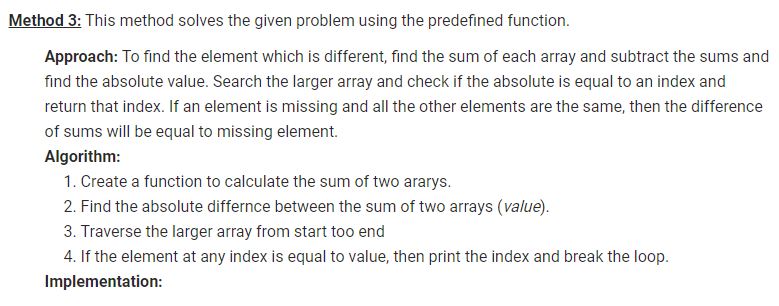 Method 3: This method solves the given problem using the predefined function.
Approach: To find the element which is different, find the sum of each array and subtract the sums and
find the absolute value. Search the larger array and check if the absolute is equal to an index and
return that index. If an element is missing and all the other elements are the same, then the difference
of sums will be equal to missing element.
Algorithm:
1. Create a function to calculate the sum of two ararys.
2. Find the absolute differnce between the sum of two arrays (value).
3. Traverse the larger array from start too end
4. If the element at any index is equal to value, then print the index and break the loop.
Implementation: